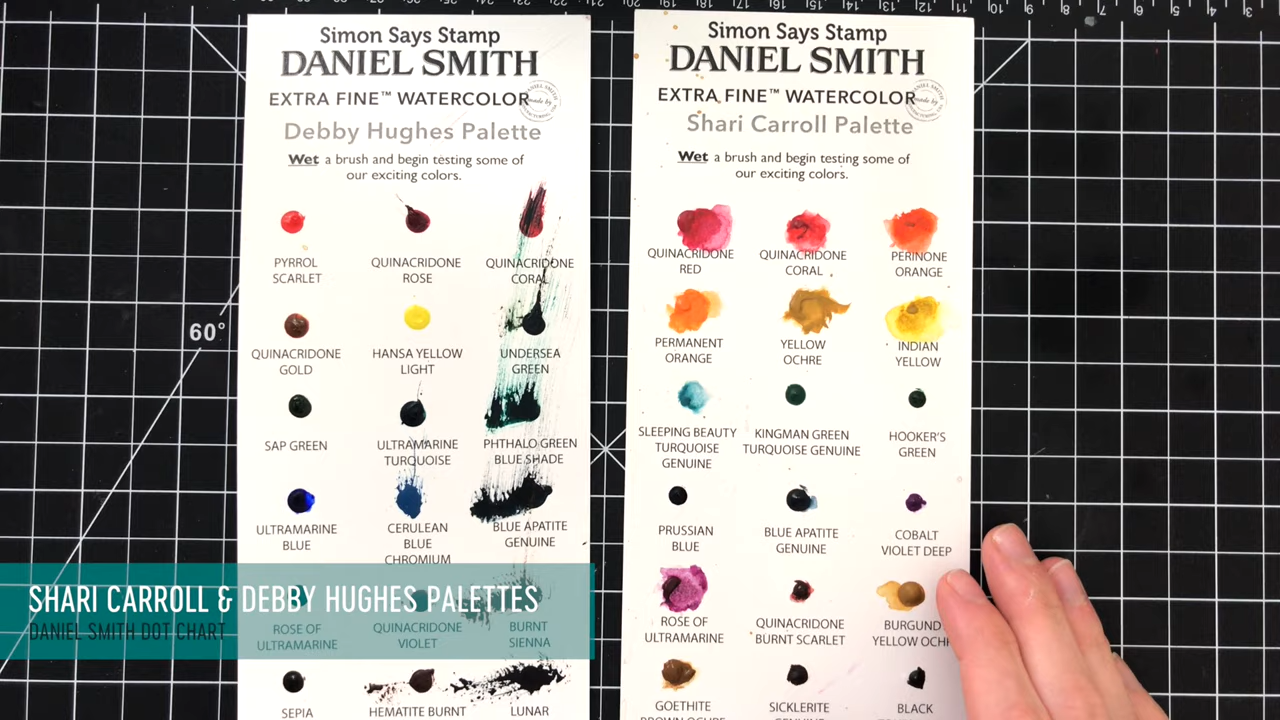 Simon Says Stamp
DANIEL SMITH
EXTRA FINE™ WATERCOLOR
Debby Hughes Palette
Wet a brush and begin testing some of
our exciting colors.
PYRROL
SCARLET
QUINACRIDONE
ROSE
QUINACRIDONE
CORAL
QUINACRIDONE
GOLD
HANSA YELLOW
LIGHT
UNDERSEA
GREEN
SAP GREEN
ULTRAMARINE
TURQUOISE
PHTHALO GREEN
BLUE SHADE
ULTRAMARINE
BLUE
CERULEAN
BLUE
CHROMIUM
BLUE APATITE
GENUINE
ROSE OF
ULTRAMARINE
QUINACRIDONE
VIOLET
BURNT
SIENNA
SEPIA
HEMATITE BURNT
LUNAR
Simon Says Stamp
DANIEL SMITH
EXTRA FINE™ WATERCOLOR
Shari Carroll Palette
Wet a brush and begin testing some of
our exciting colors.
QUINACRIDONE
RED
QUINACRIDONE
CORAL
PERINONE
ORANGE
PERMANENT
ORANGE
YELLOW
OCHRE
INDIAN
YELLOW
SLEEPING BEAUTY
TURQUOISE
GENUINE
KINGMAN GREEN
TURQUOISE GENUINE
HOOKER'S
GREEN
PRUSSIAN
BLUE
BLUE APATITE
GENUINE
COBALT
VIOLET DEEP
ROSE OF
ULTRAMARINE
QUINACRIDONE
BURNT SCARLET
BURGUND
YELLOW OCH
GOETHITE
BROWN OCHRE
SICKLERITE
GENUINE
BLACK
60°
SHARI CARROLL & DEBBY HUGHES PALETTES
DANIEL SMITH DOT CHART